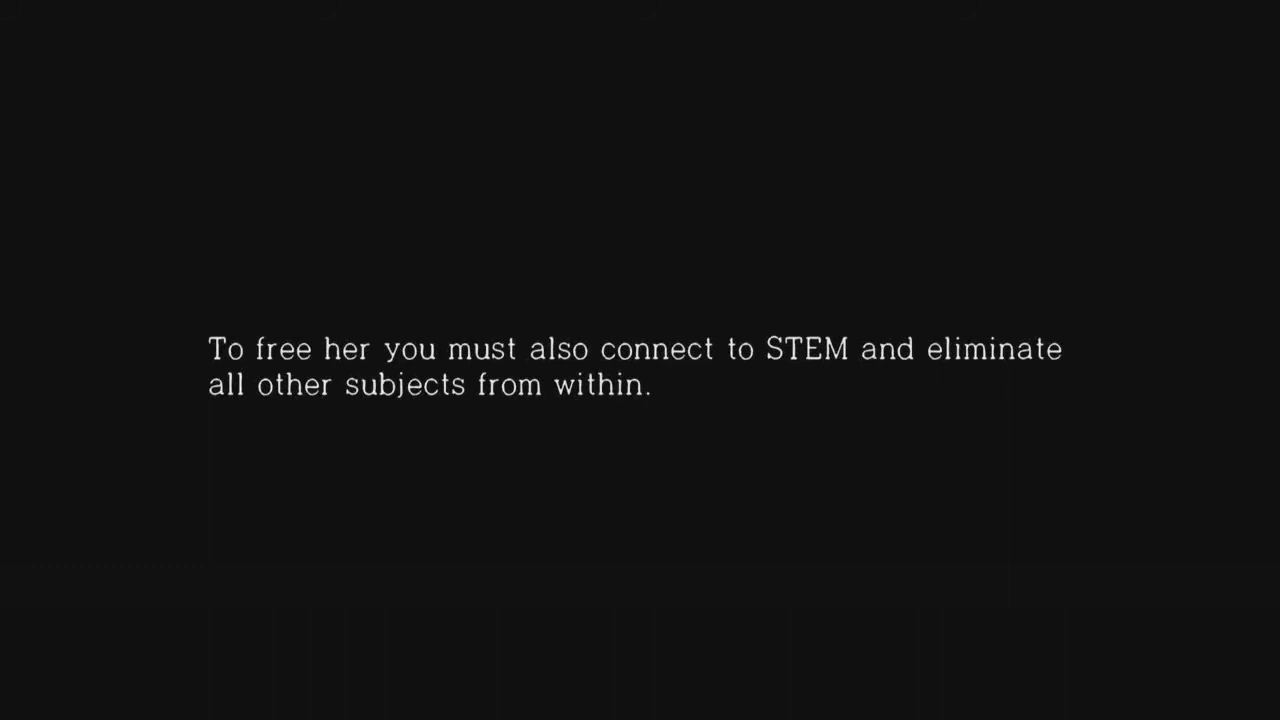 To free her you must also connect to STEM and eliminate
all other subjects from within.